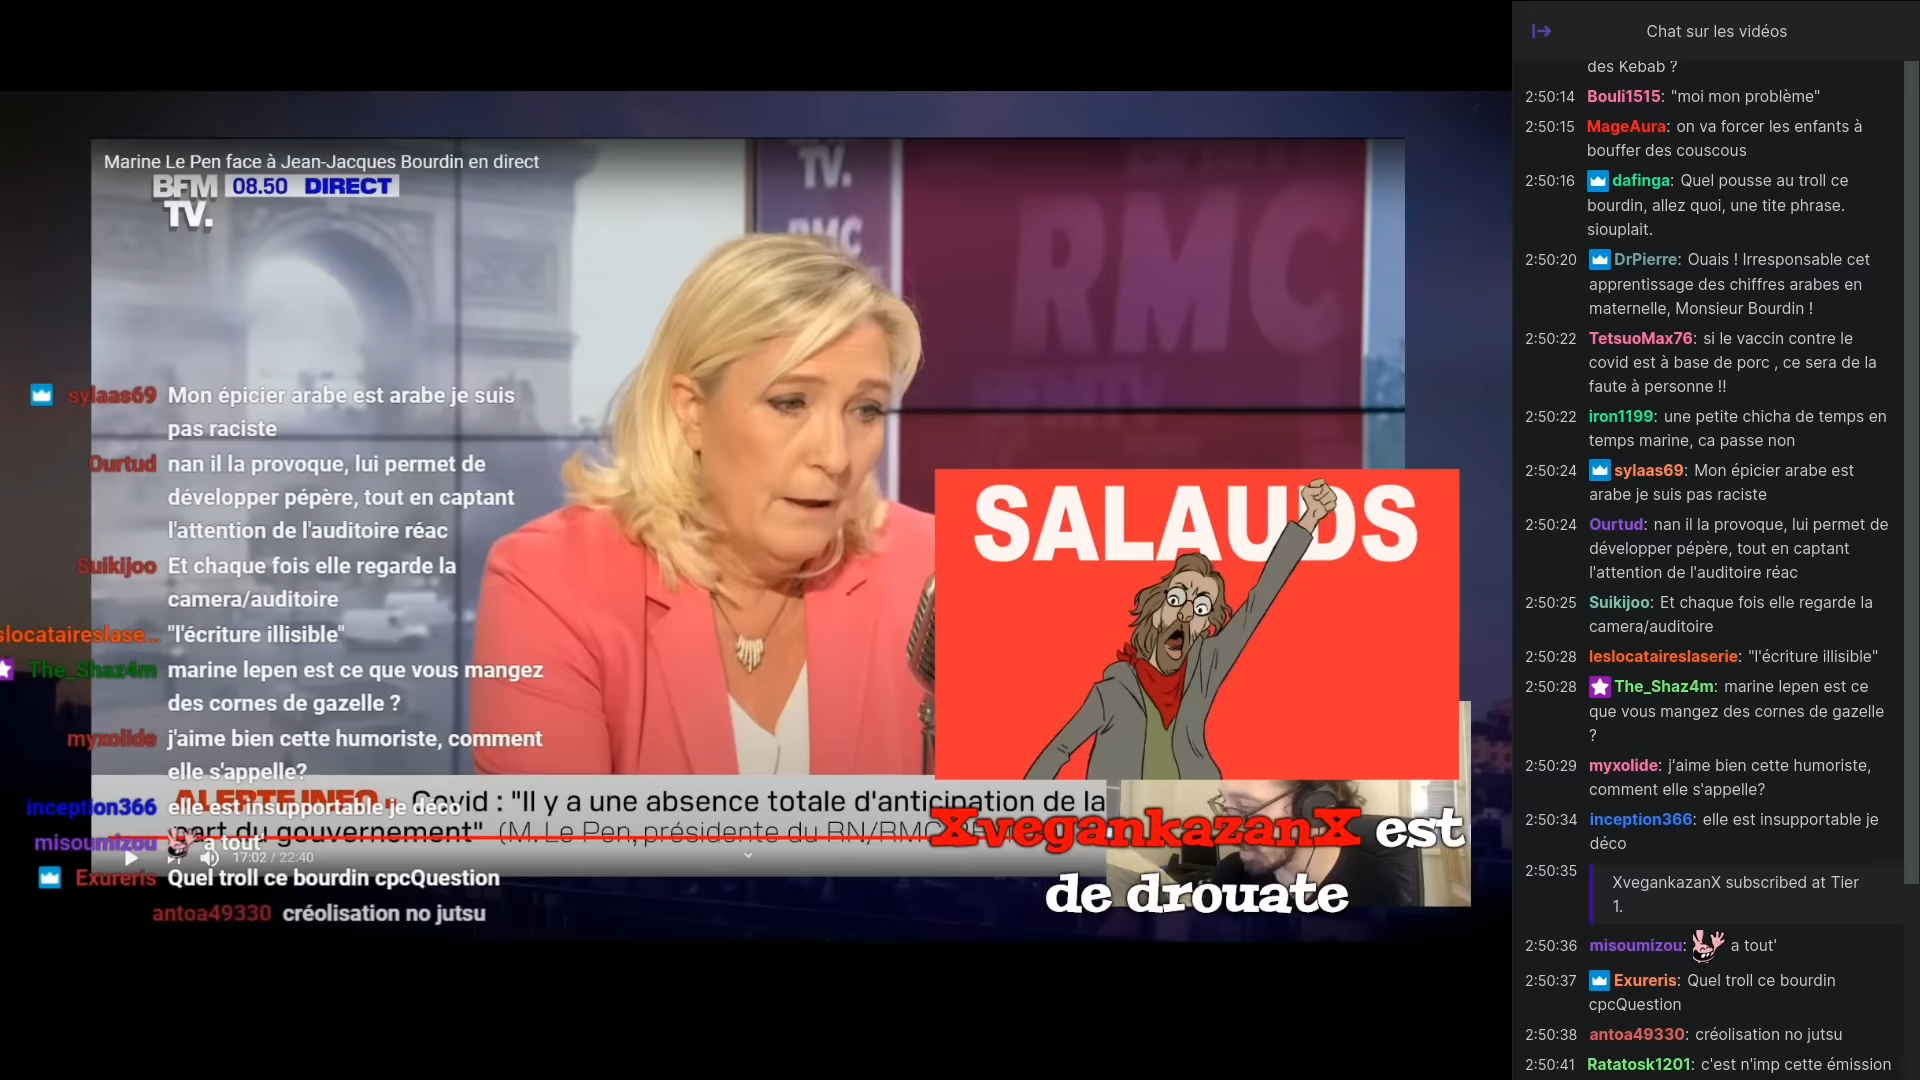 Marine Le Pen face à Jean-Jacques Bourdin en direct
BFM 08.50 DIRECT
TV.
TV.
RMC
RMC
sylaas69 Mon épicier arabe est arabe je suis
pas raciste
Ourtud nan il la provoque, lui permet de
développer pépère, tout en captant
l'attention de l'auditoire réac
Suikijoo Et chaque fois elle regarde la
camera/auditoire
slocataireslase... "l'écriture illisible"
The_Shaz4m marine lepen est ce que vous mangez
des cornes de gazelle ?
myxolide j'aime bien cette humoriste, comment
elle s'appelle?
inception366 elle est insupportable je déco
misoumizou a tout'
Exureris Quel troll ce bourdin cpcQuestion
antoa49330 créolisation no jutsu
ALERTE INFO Covid : "Il y a une absence totale d'anticipation de la
part du gouvernement" (M. Le Pen, présidente du RN/RMC
17:02 / 22:40
SALAUDS
XvegankazanX est
de drouate
Chat sur les vidéos
des Kebab ?
2:50:14 Bouli1515: "moi mon problème"
2:50:15 MageAura: on va forcer les enfants à
bouffer des couscous
2:50:16 dafinga: Quel pousse au troll ce
bourdin, allez quoi, une tite phrase.
siouplait.
2:50:20 DrPierre: Ouais ! Irresponsable cet
apprentissage des chiffres arabes en
maternelle, Monsieur Bourdin !
2:50:22 TetsuoMax76: si le vaccin contre le
covid est à base de porc , ce sera de la
faute à personne !!
2:50:22 iron1199: une petite chicha de temps en
temps marine, ca passe non
2:50:24 sylaas69: Mon épicier arabe est
arabe je suis pas raciste
2:50:24 Ourtud: nan il la provoque, lui permet de
développer pépère, tout en captant
l'attention de l'auditoire réac
2:50:25 Suikijoo: Et chaque fois elle regarde la
camera/auditoire
2:50:28 leslocataireslaserie: "l'écriture illisible"
2:50:28 The_Shaz4m: marine lepen est ce
que vous mangez des cornes de gazelle
?
2:50:29 myxolide: j'aime bien cette humoriste,
comment elle s'appelle?
2:50:34 inception366: elle est insupportable je
déco
2:50:35 XvegankazanX subscribed at Tier
1.
2:50:36 misoumizou: a tout'
2:50:37 Exureris: Quel troll ce bourdin
cpcQuestion
2:50:38 antoa49330: créolisation no jutsu
2:50:41 Ratatosk1201: c'est n'imp cette émission